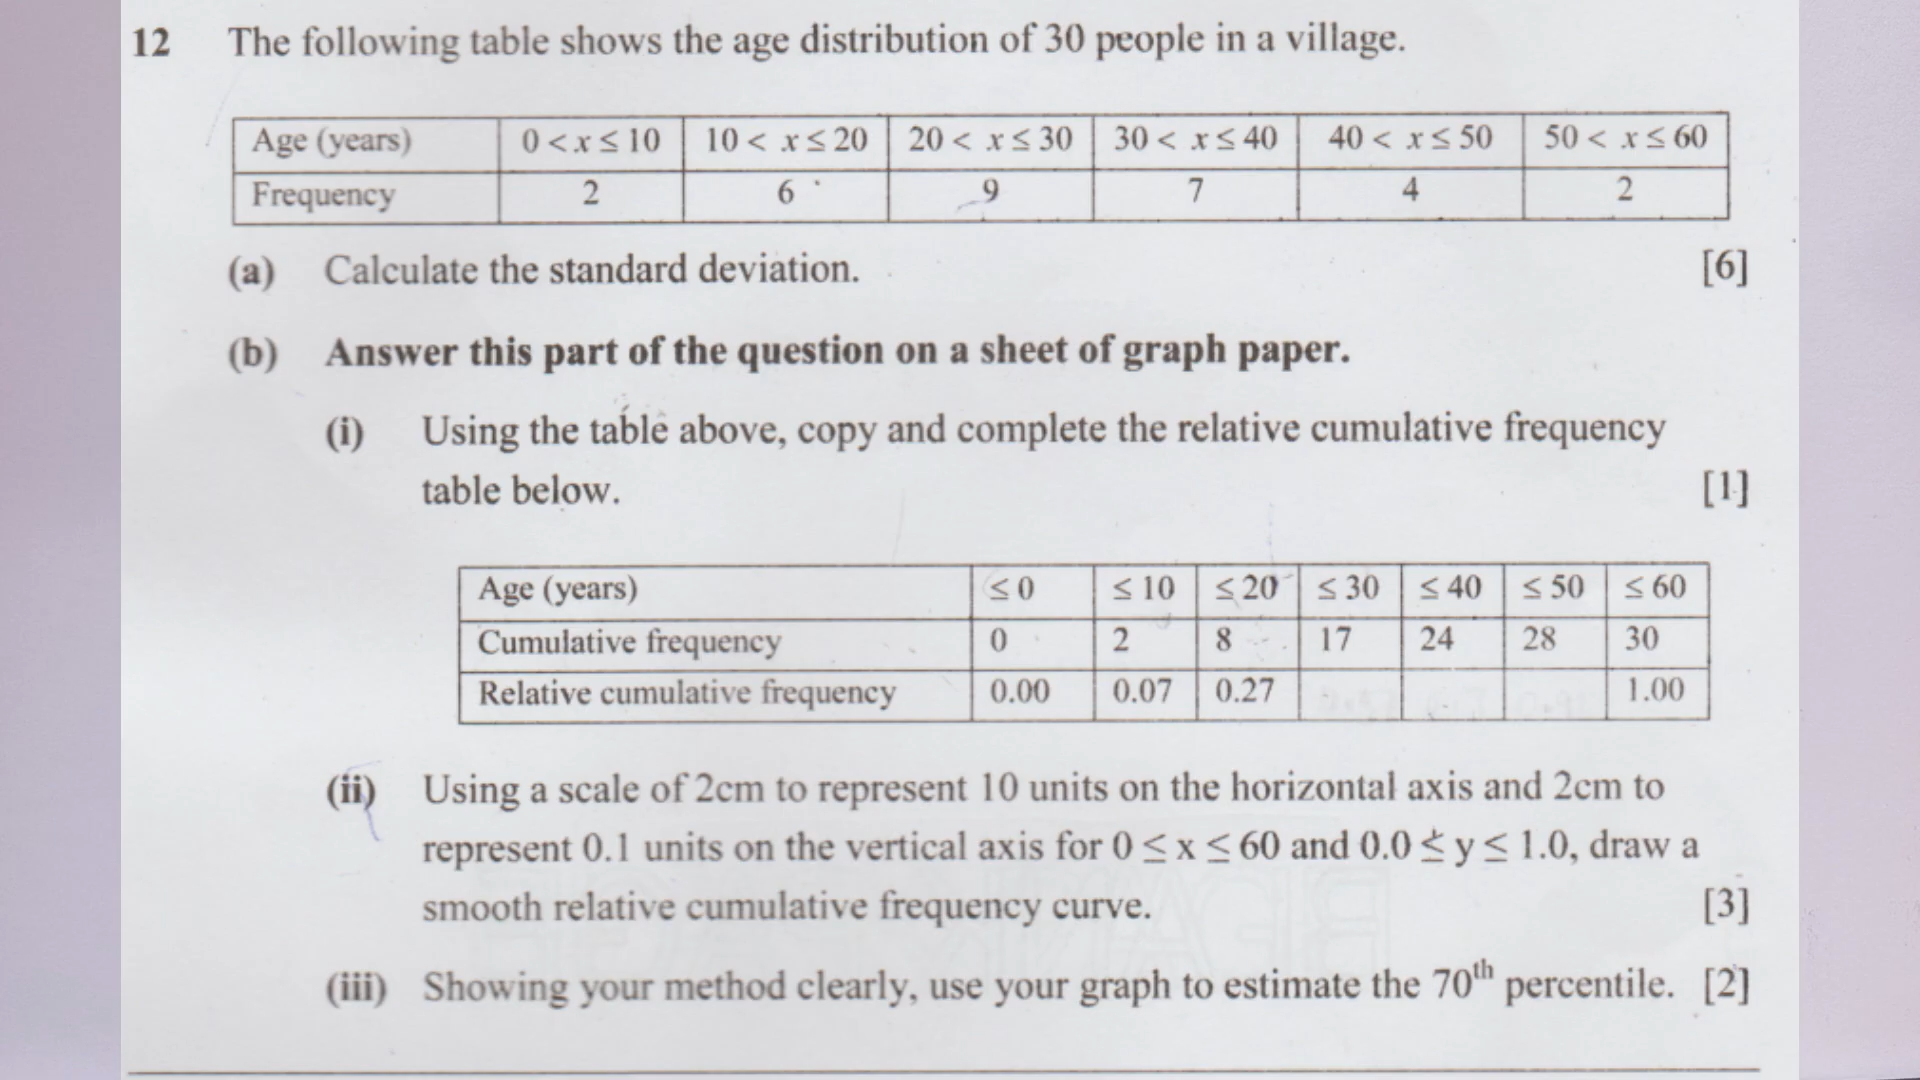 12 The following table shows the age distribution of 30 people in a village.
Age (years) 0 < x ≤ 10 10 < x ≤ 20 20 < x ≤ 30 30 < x ≤ 40 40 < x ≤ 50 50 < x ≤ 60
Frequency 2 6 9 7 4 2
(a) Calculate the standard deviation. [6]
(b) Answer this part of the question on a sheet of graph paper.
(i) Using the table above, copy and complete the relative cumulative frequency
table below. [1]
Age (years) ≤ 0 ≤ 10 ≤ 20 ≤ 30 ≤ 40 ≤ 50 ≤ 60
Cumulative frequency 0 2 8 17 24 28 30
Relative cumulative frequency 0.00 0.07 0.27 1.00
(ii) Using a scale of 2cm to represent 10 units on the horizontal axis and 2cm to
represent 0.1 units on the vertical axis for 0 ≤ x ≤ 60 and 0.0 ≤ y ≤ 1.0, draw a
smooth relative cumulative frequency curve. [3]
(iii) Showing your method clearly, use your graph to estimate the 70th percentile. [2]